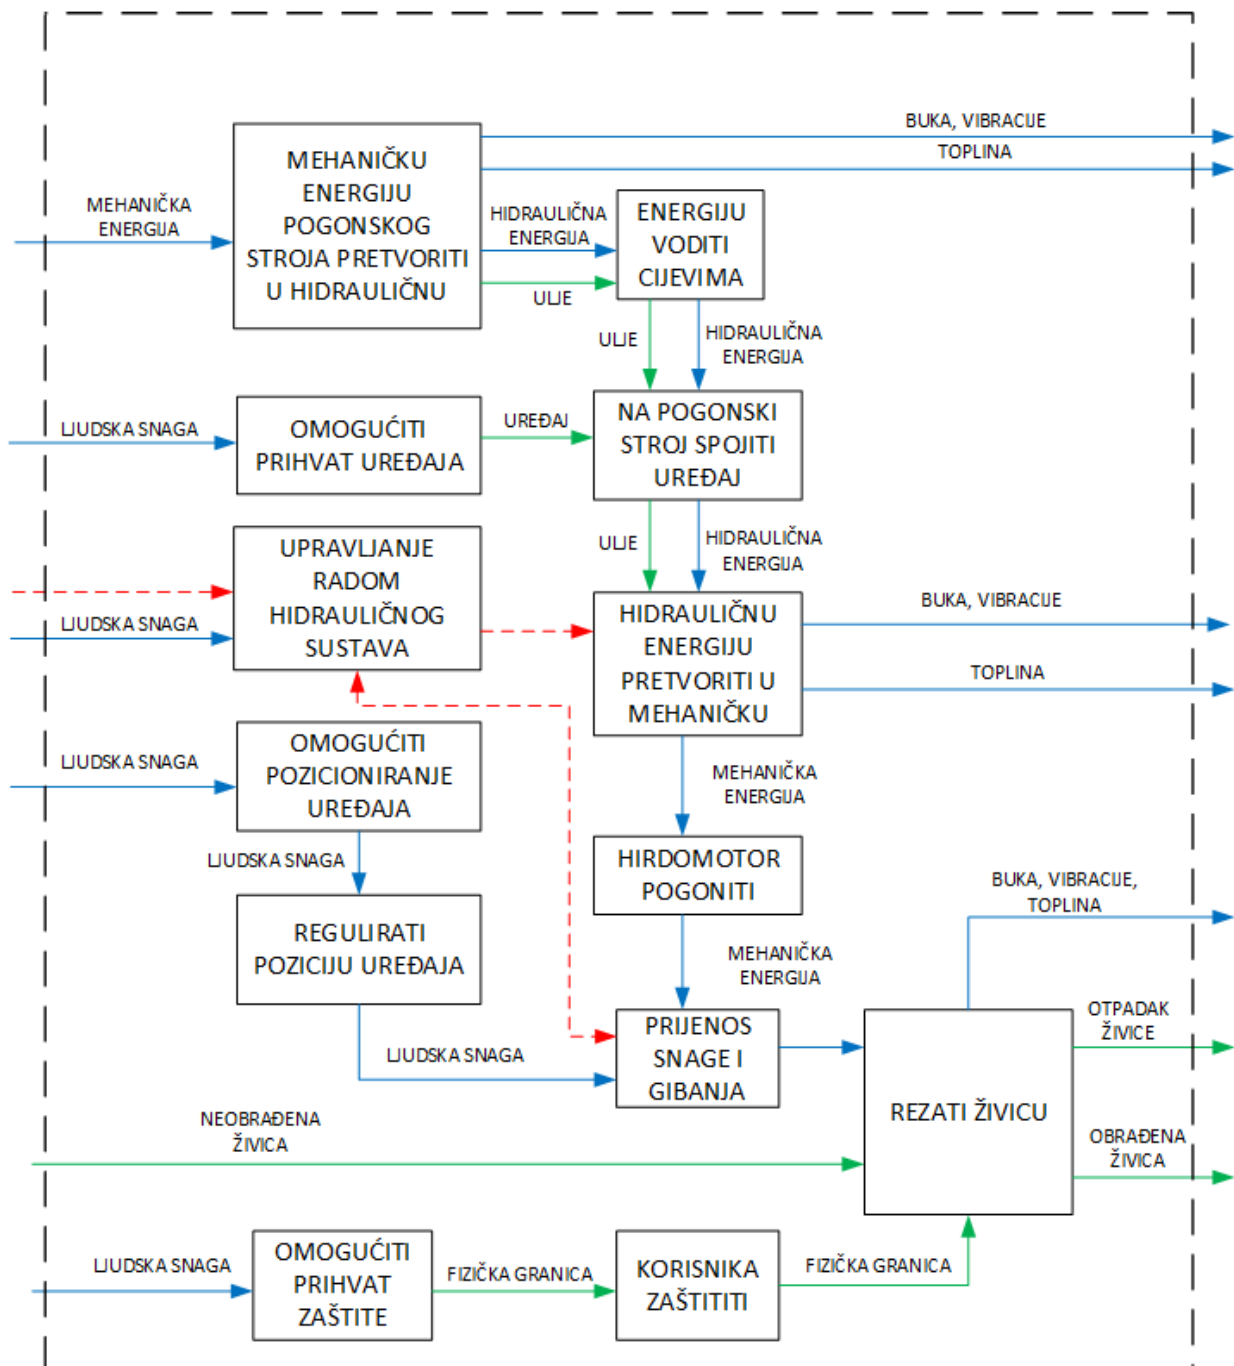 BUKA, VIBRACIJE
TOPLINA
MEHANIČKA
ENERGIJA
MEHANIČKU
ENERGIJU
POGONSKOG
STROJA PRETVORITI
U HIDRAULIČNU
HIDRAULIČNA
ENERGIJA
ULJE
ENERGIJU
VODITI
CIJEVIMA
ULJE
HIDRAULIČNA
ENERGIJA
LJUDSKA SNAGA
OMOGUĆITI
PRIHVAT UREĐAJA
UREĐAJ
NA POGONSKI
STROJ SPOJITI
UREĐAJ
ULJE
HIDRAULIČNA
ENERGIJA
LJUDSKA SNAGA
UPRAVLJANJE
RADOM
HIDRAULIČNOG
SUSTAVA
HIDRAULIČNU
ENERGIJU
PRETVORITI U
MEHANIČKU
BUKA, VIBRACIJE
TOPLINA
LJUDSKA SNAGA
OMOGUĆITI
POZICIONIRANJE
UREĐAJA
MEHANIČKA
ENERGIJA
LJUDSKA SNAGA
HIRDOMOTOR
POGONITI
REGULIRATI
POZICIJU UREĐAJA
MEHANIČKA
ENERGIJA
BUKA, VIBRACIJE,
TOPLINA
LJUDSKA SNAGA
PRIJENOS
SNAGE I
GIBANJA
REZATI ŽIVICU
OTPADAK
ŽIVICE
NEOBRAĐENA
ŽIVICA
OBRAĐENA
ŽIVICA
LJUDSKA SNAGA
OMOGUĆITI
PRIHVAT
ZAŠTITE
FIZIČKA GRANICA
KORISNIKA
ZAŠTITITI
FIZIČKA GRANICA